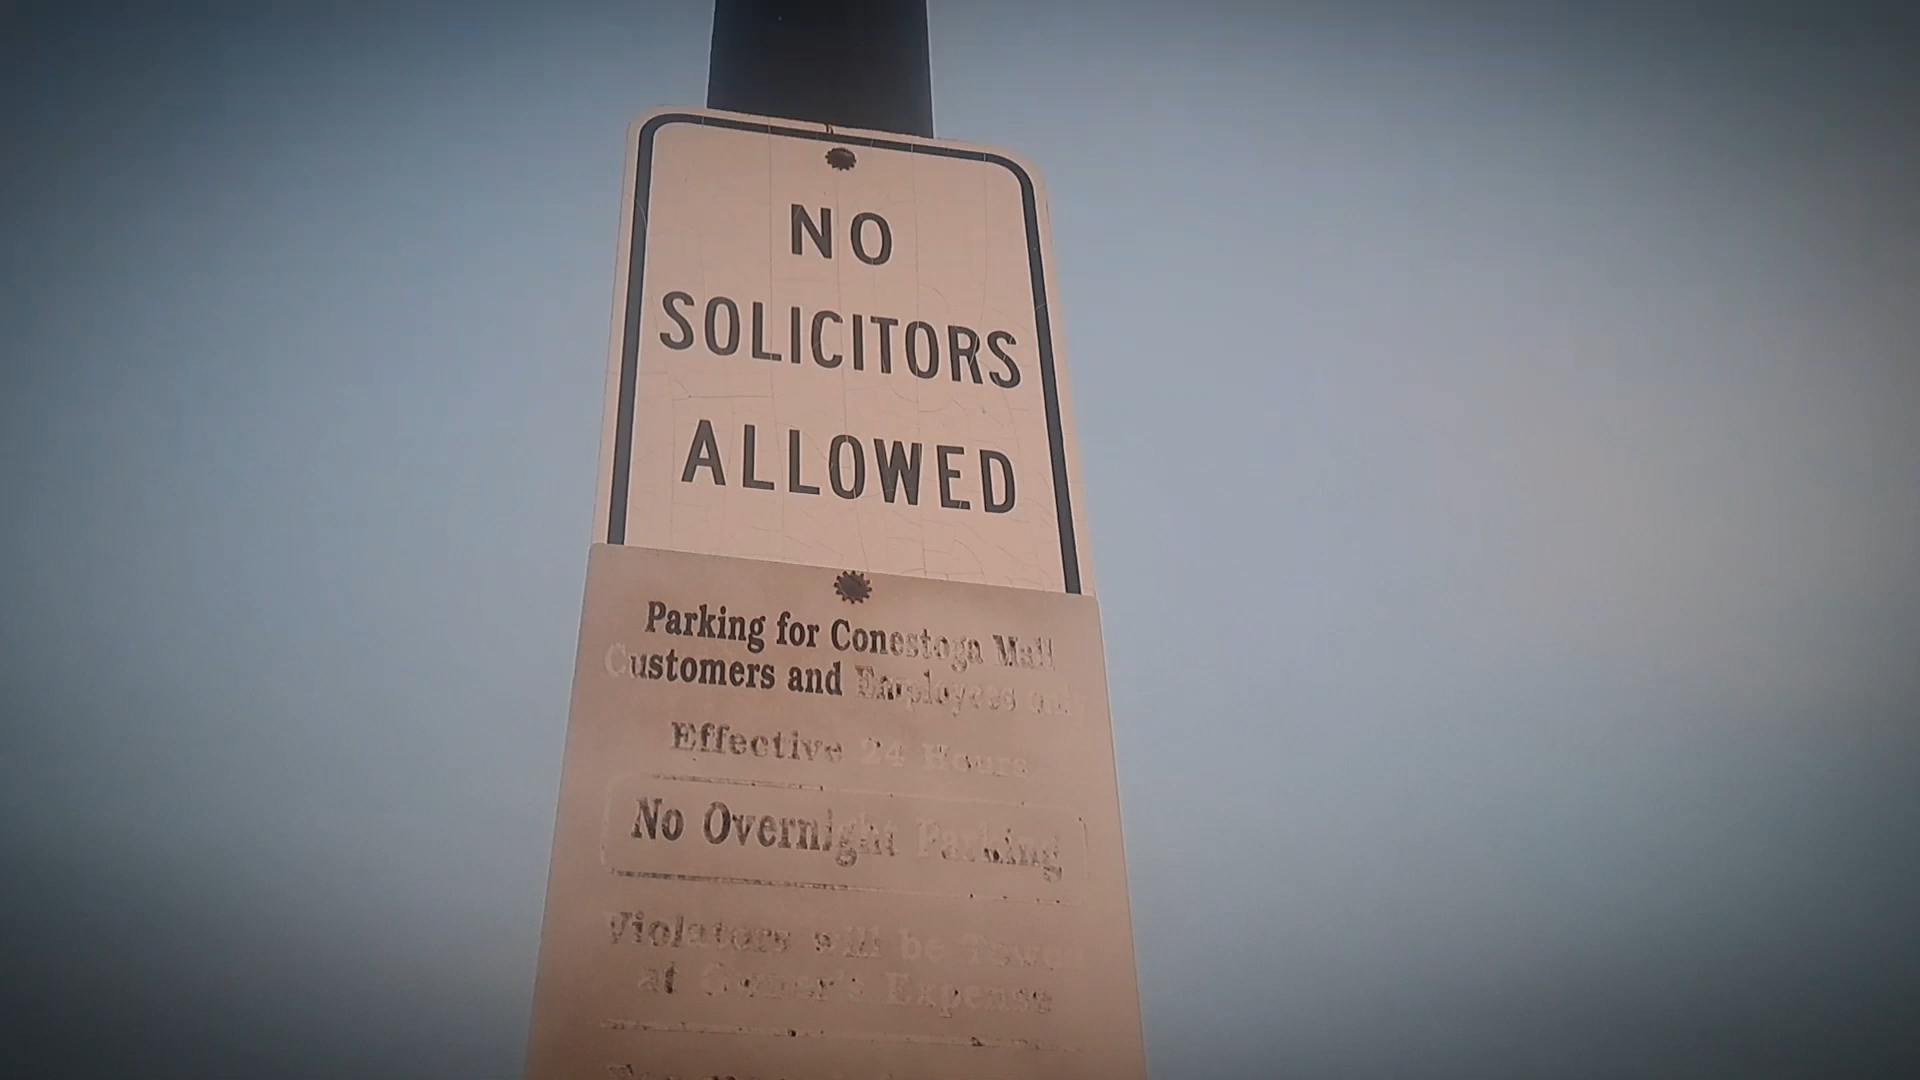 NO
SOLICITORS
ALLOWED
Parking for Conestoga Mall
Customers and Employees only
Effective 24 Hours
No Overnight Parking
Violators will be Towed
at Owner's Expense